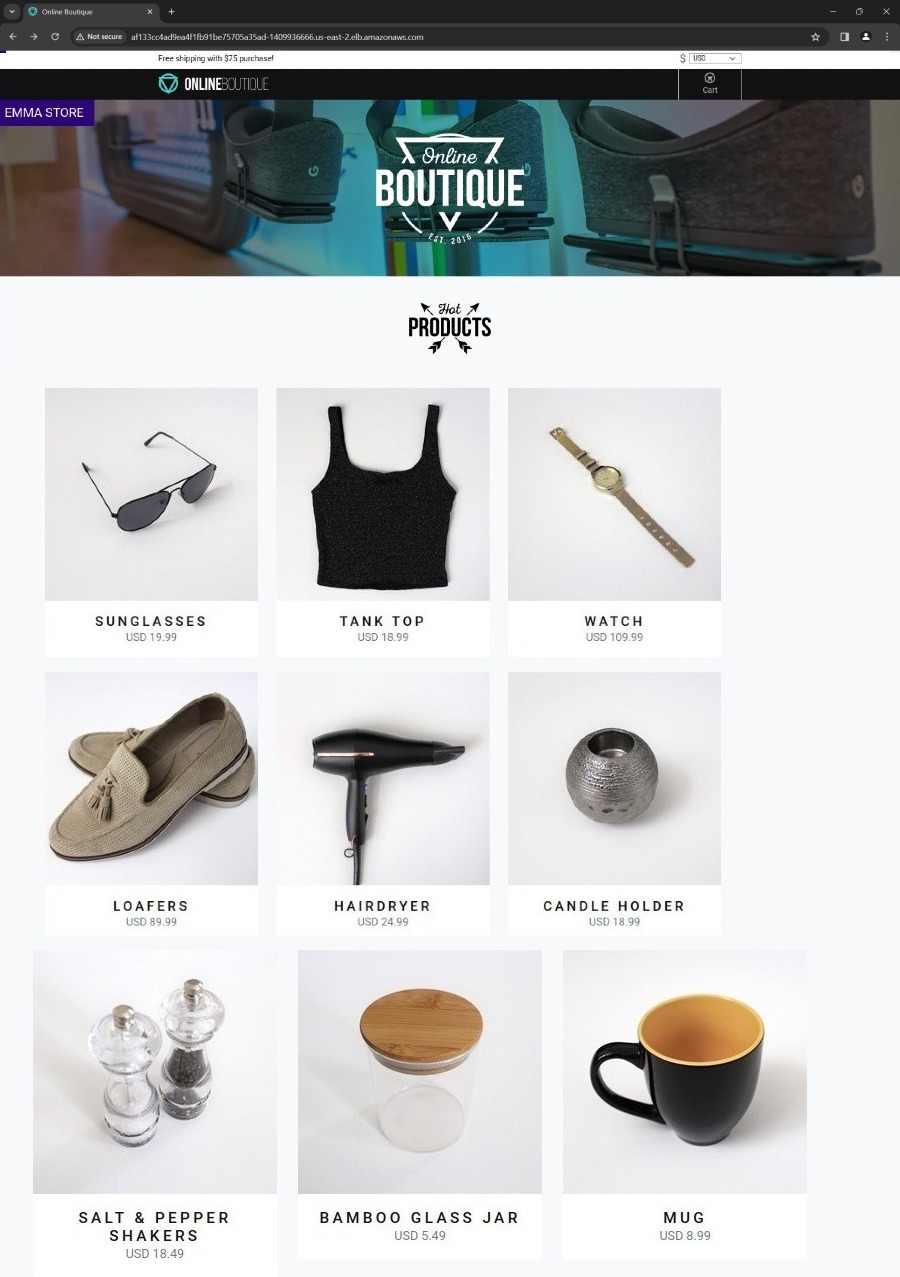 Online Boutique
Not secure
af133cc4ad9ea4f1fb91be75705a35ad-1409936666.us-east-2.elb.amazonaws.com
Free shipping with $75 purchase!
$ USD
ONLINEBOUTIQUE
Cart
EMMA STORE
Online
BOUTIQUE
EST. 2016
Hot
PRODUCTS
SUNGLASSES
USD 19.99
TANK TOP
USD 18.99
WATCH
USD 109.99
LOAFERS
USD 89.99
HAIRDRYER
USD 24.99
CANDLE HOLDER
USD 18.99
SALT & PEPPER
SHAKERS
USD 18.49
BAMBOO GLASS JAR
USD 5.49
MUG
USD 8.99